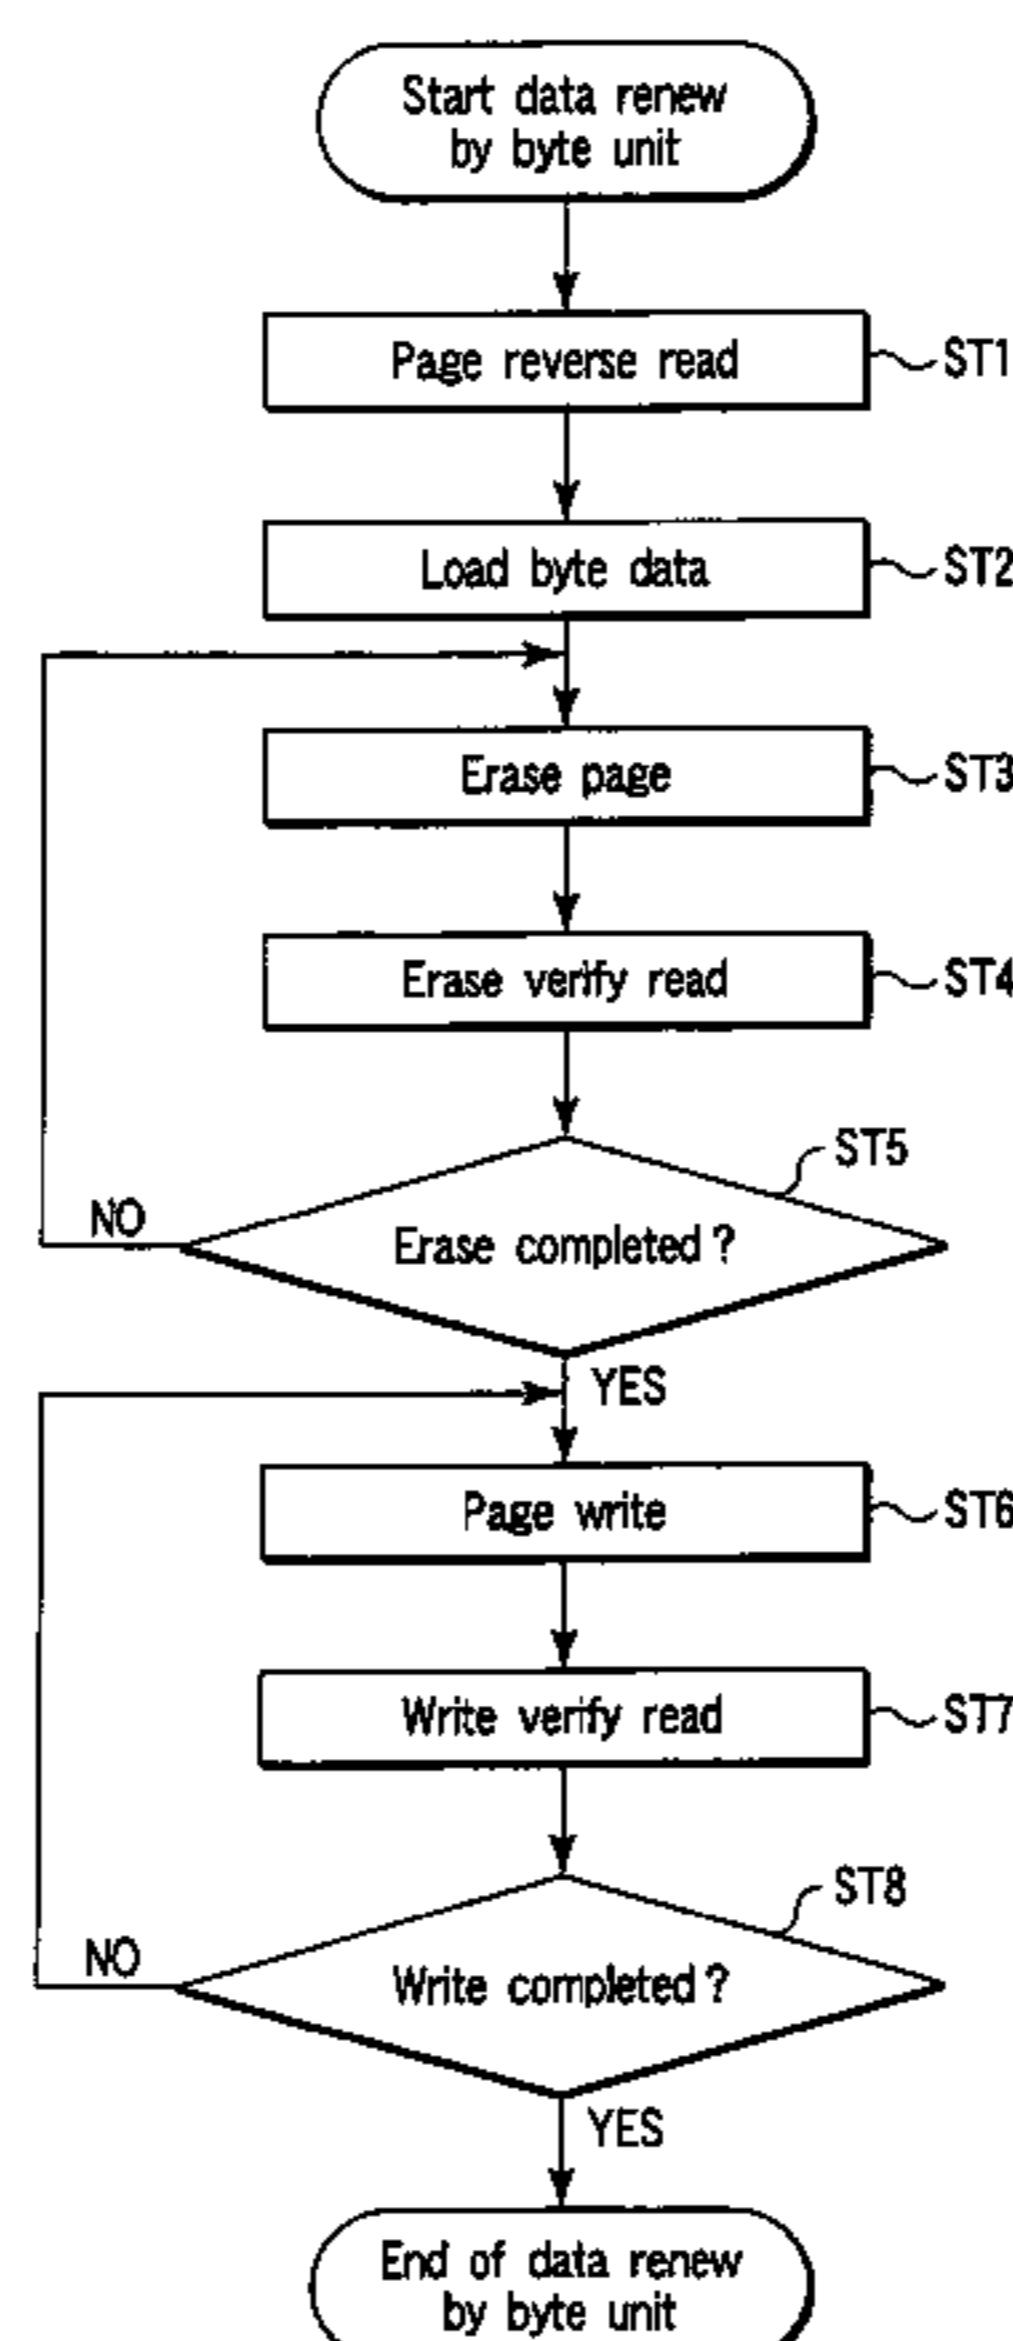 Start data renew
by byte unit
Page reverse read
ST1
Load byte data
ST2
Erase page
ST3
Erase verify read
ST4
ST5
NO
Erase completed?
YES
Page write
ST6
Write verify read
ST7
ST8
NO
Write completed?
YES
End of data renew
by byte unit